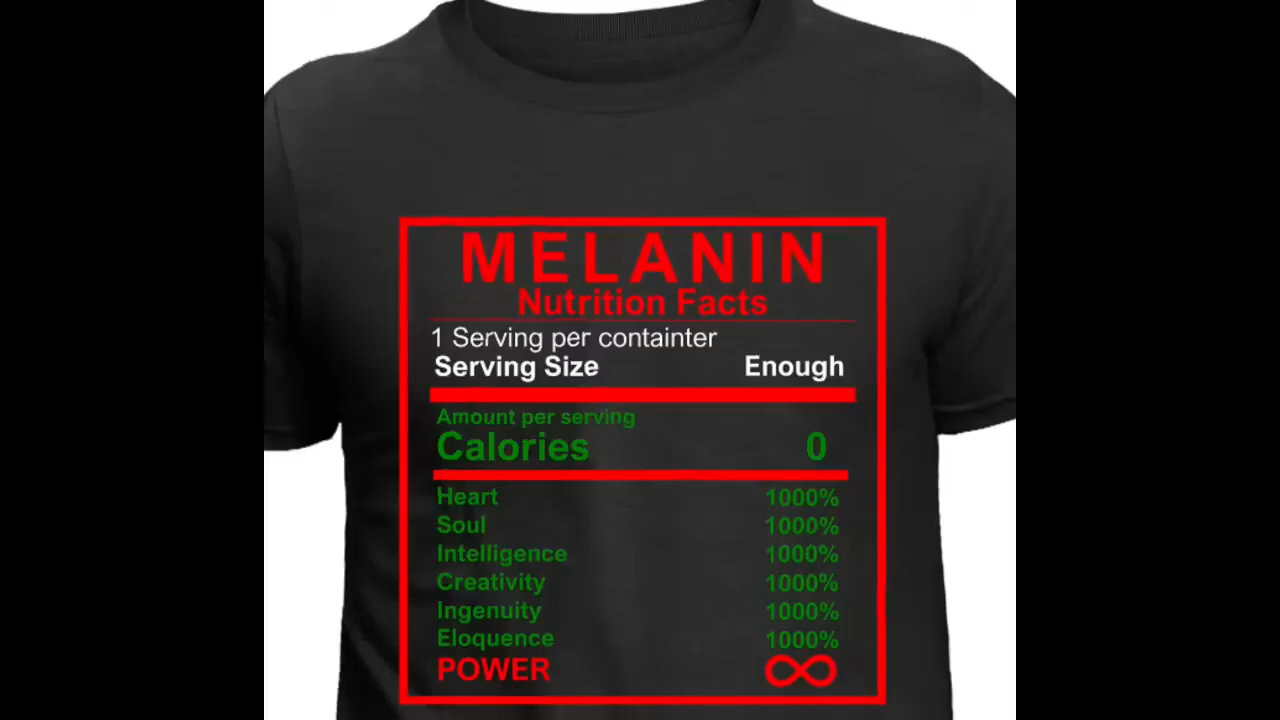 MELANIN
Nutrition Facts
1 Serving per containter
Serving Size Enough
Amount per serving
Calories 0
Heart 1000%
Soul 1000%
Intelligence 1000%
Creativity 1000%
Ingenuity 1000%
Eloquence 1000%
POWER ∞